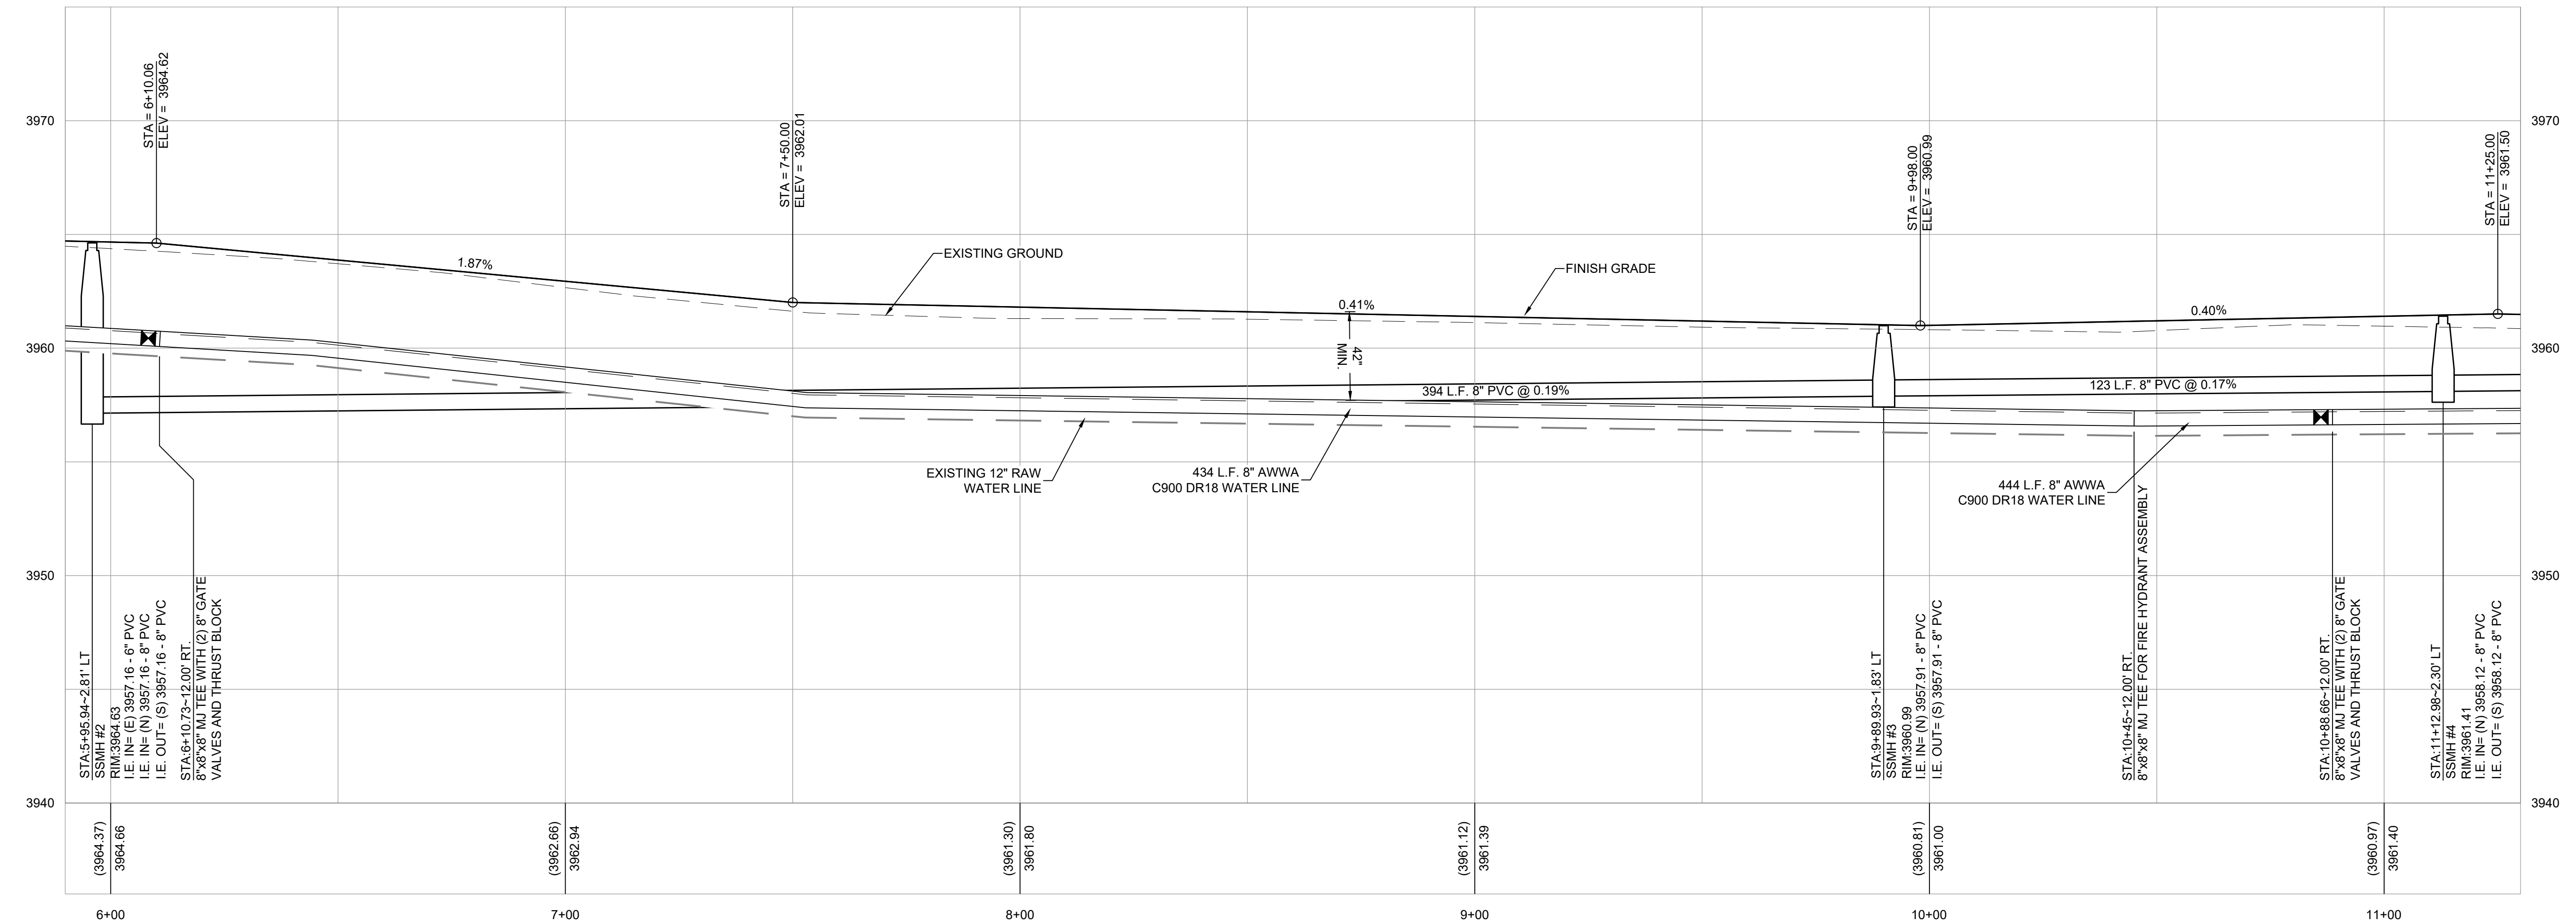 STA = 6+10.06
ELEV = 3964.62
STA = 7+50.00
ELEV = 3962.01
STA = 9+98.00
ELEV = 3960.99
STA = 11+25.00
ELEV = 3961.50
3970
3970
1.87%
EXISTING GROUND
FINISH GRADE
0.41%
0.40%
3960
3960
42"
MIN.
394 L.F. 8" PVC @ 0.19%
123 L.F. 8" PVC @ 0.17%
EXISTING 12" RAW
WATER LINE
434 L.F. 8" AWWA
C900 DR18 WATER LINE
444 L.F. 8" AWWA
C900 DR18 WATER LINE
3950
3950
STA:5+95.94~2.81' LT
SSMH #2
RIM:3964.63
I.E. IN= (E) 3957.16 - 6" PVC
I.E. IN= (N) 3957.16 - 8" PVC
I.E. OUT= (S) 3957.16 - 8" PVC
STA:6+10.73~12.00' RT.
8"x8"x8" MJ TEE WITH (2) 8" GATE
VALVES AND THRUST BLOCK
STA:9+89.93~1.83' LT
SSMH #3
RIM:3960.99
I.E. IN= (N) 3957.91 - 8" PVC
I.E. OUT= (S) 3957.91 - 8" PVC
STA:10+45~12.00' RT.
8"x8"x8" MJ TEE FOR FIRE HYDRANT ASSEMBLY
STA:10+88.66~12.00' RT.
8"x8"x8" MJ TEE WITH (2) 8" GATE
VALVES AND THRUST BLOCK
STA:11+12.98~2.30' LT
SSMH #4
RIM:3961.41
I.E. IN= (N) 3958.12 - 8" PVC
I.E. OUT= (S) 3958.12 - 8" PVC
3940
3940
(3964.37)
3964.66
(3962.66)
3962.94
(3961.30)
3961.80
(3961.12)
3961.39
(3960.81)
3961.00
(3960.97)
3961.40
6+00
7+00
8+00
9+00
10+00
11+00